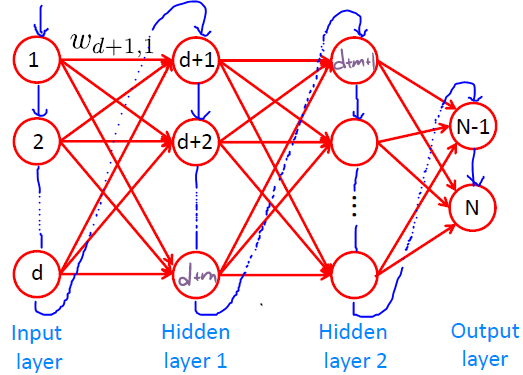 1
w_{d+1,1}
d+1
d+m+1
2
d+2
N-1
N
d
d+m
Input
layer
Hidden
layer 1
Hidden
layer 2
Output
layer